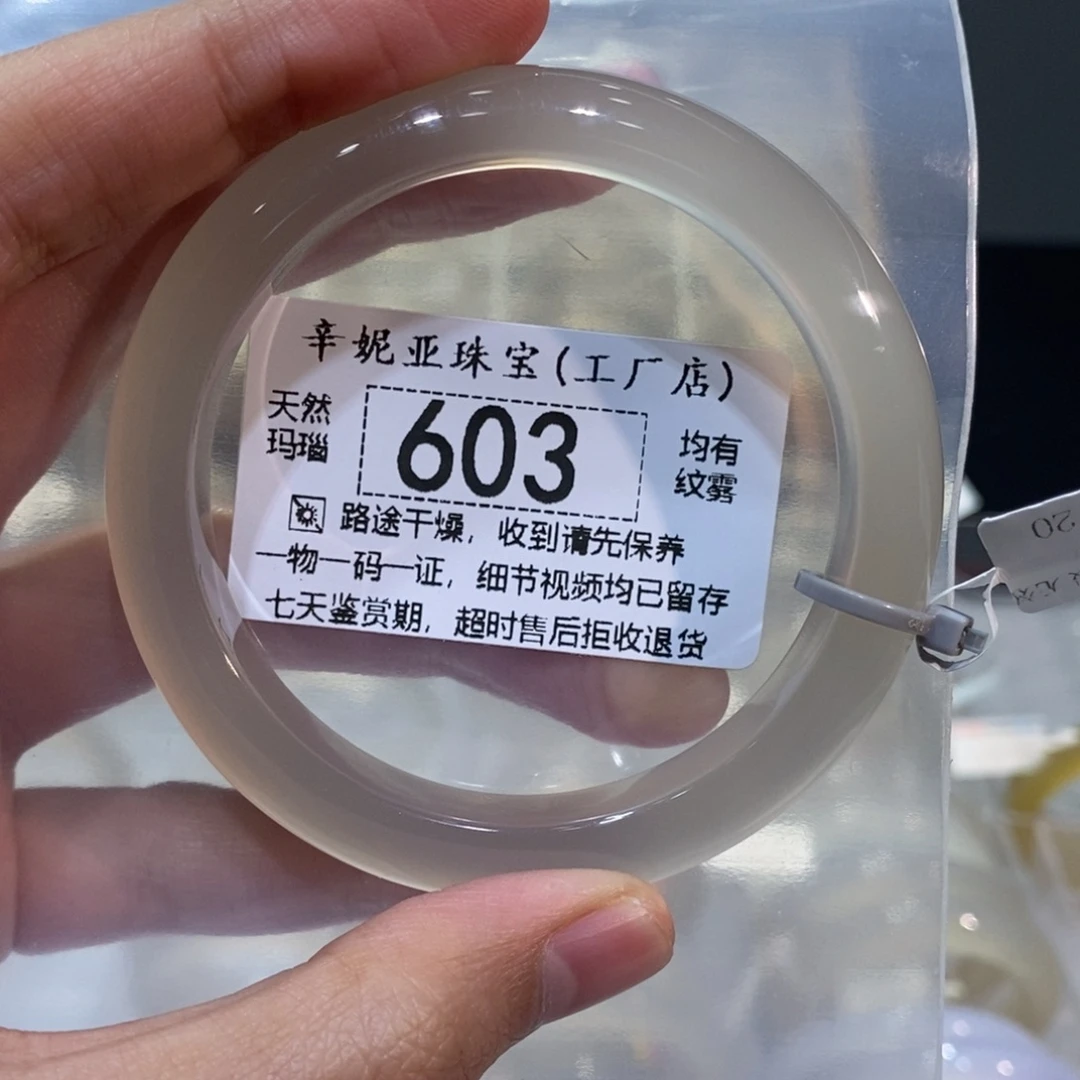 辛妮亚珠宝(工厂店)
天然
玛瑙
603
均有
纹雾
路途干燥，收到请先保养
一物一码一证，细节视频均已留存
七天鉴赏期，超时售后拒收退货
20